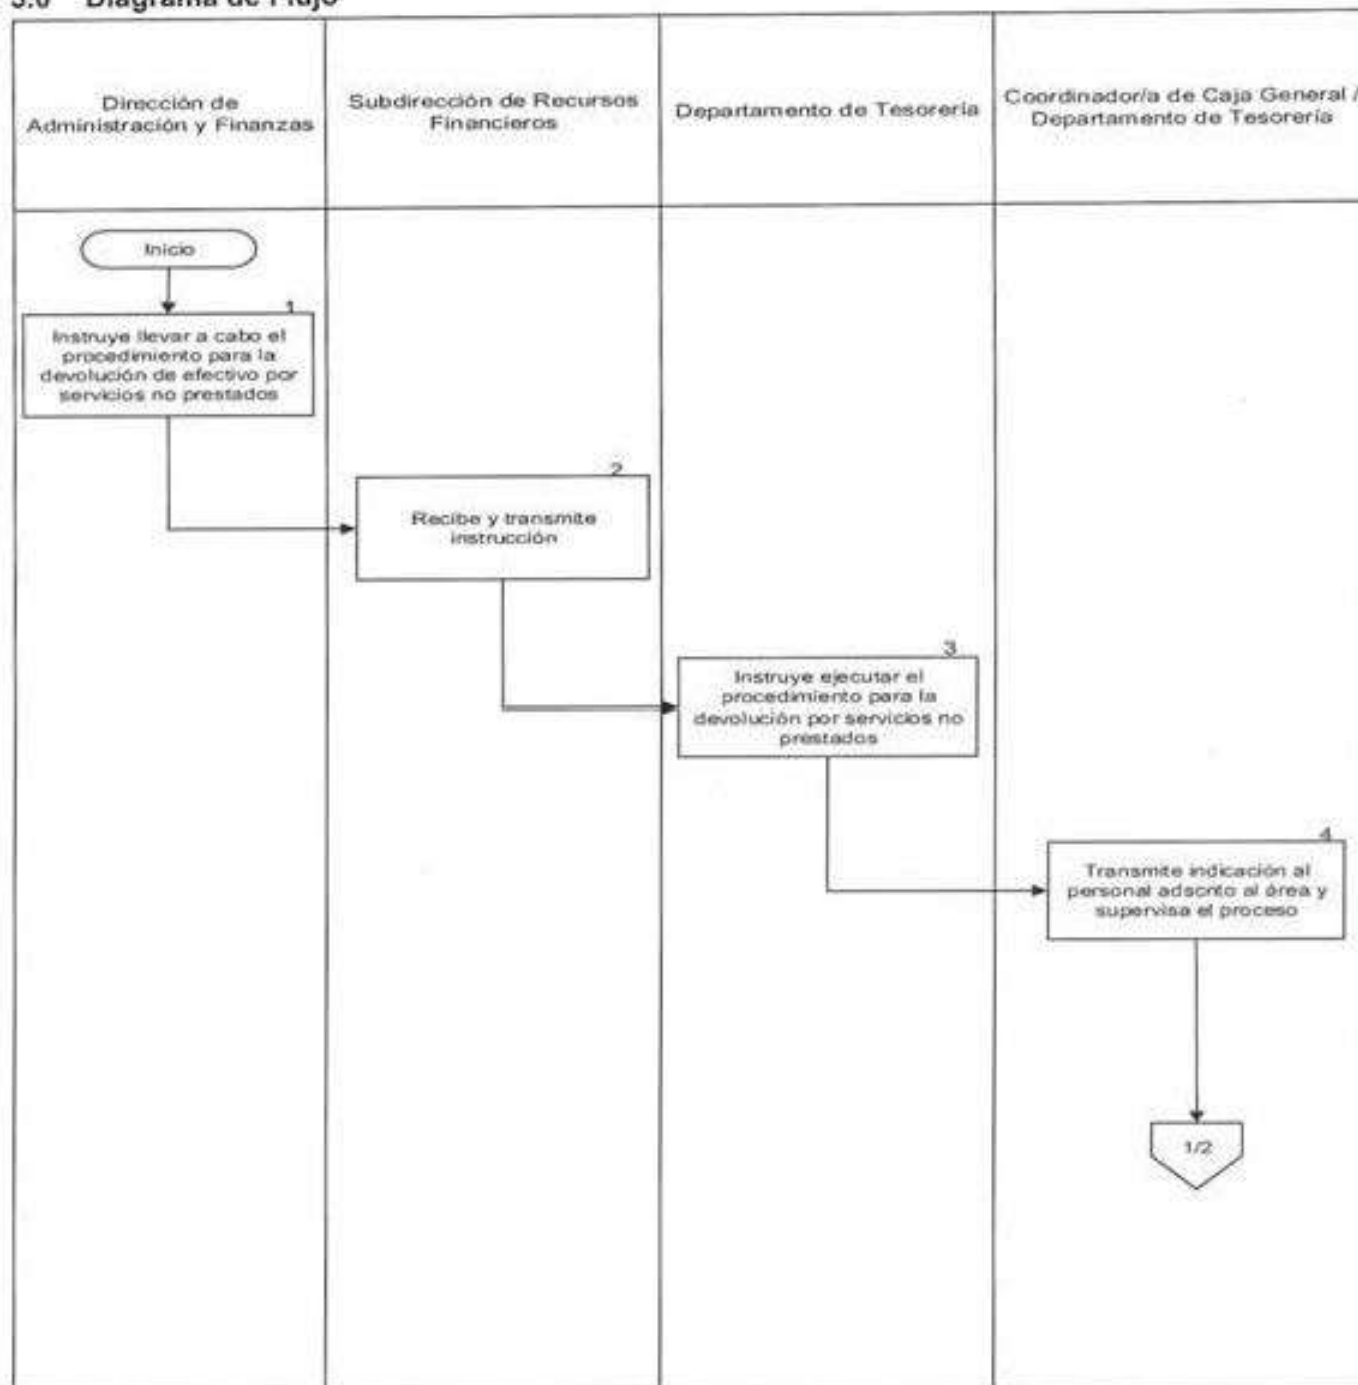 Diagrama de Flujo
Dirección de
Administración y Finanzas
Subdirección de Recursos
Financieros
Departamento de Tesorería
Coordinador/a de Caja General /
Departamento de Tesorería
Inicio
1
Instruye llevar a cabo el
procedimiento para la
devolución de efectivo por
servicios no prestados
2
Recibe y transmite
instrucción
3
Instruye ejecutar el
procedimiento para la
devolución por servicios no
prestados
4
Transmite indicación al
personal adscrito al área y
supervisa el proceso
1/2